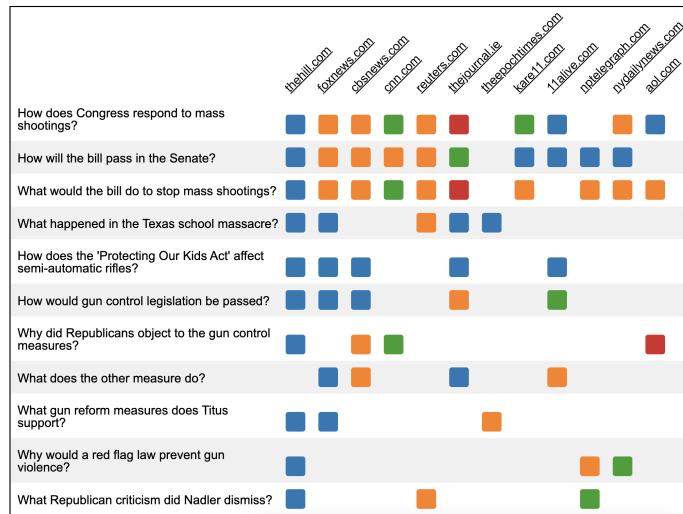 thehill.com
foxnews.com
cbsnews.com
cnn.com
reuters.com
thejournal.ie
theepochtimes.com
kare11.com
11alive.com
nptelegraph.com
nydailynews.com
aol.com
How does Congress respond to mass
shootings?
How will the bill pass in the Senate?
What would the bill do to stop mass shootings?
What happened in the Texas school massacre?
How does the 'Protecting Our Kids Act' affect
semi-automatic rifles?
How would gun control legislation be passed?
Why did Republicans object to the gun control
measures?
What does the other measure do?
What gun reform measures does Titus
support?
Why would a red flag law prevent gun
violence?
What Republican criticism did Nadler dismiss?